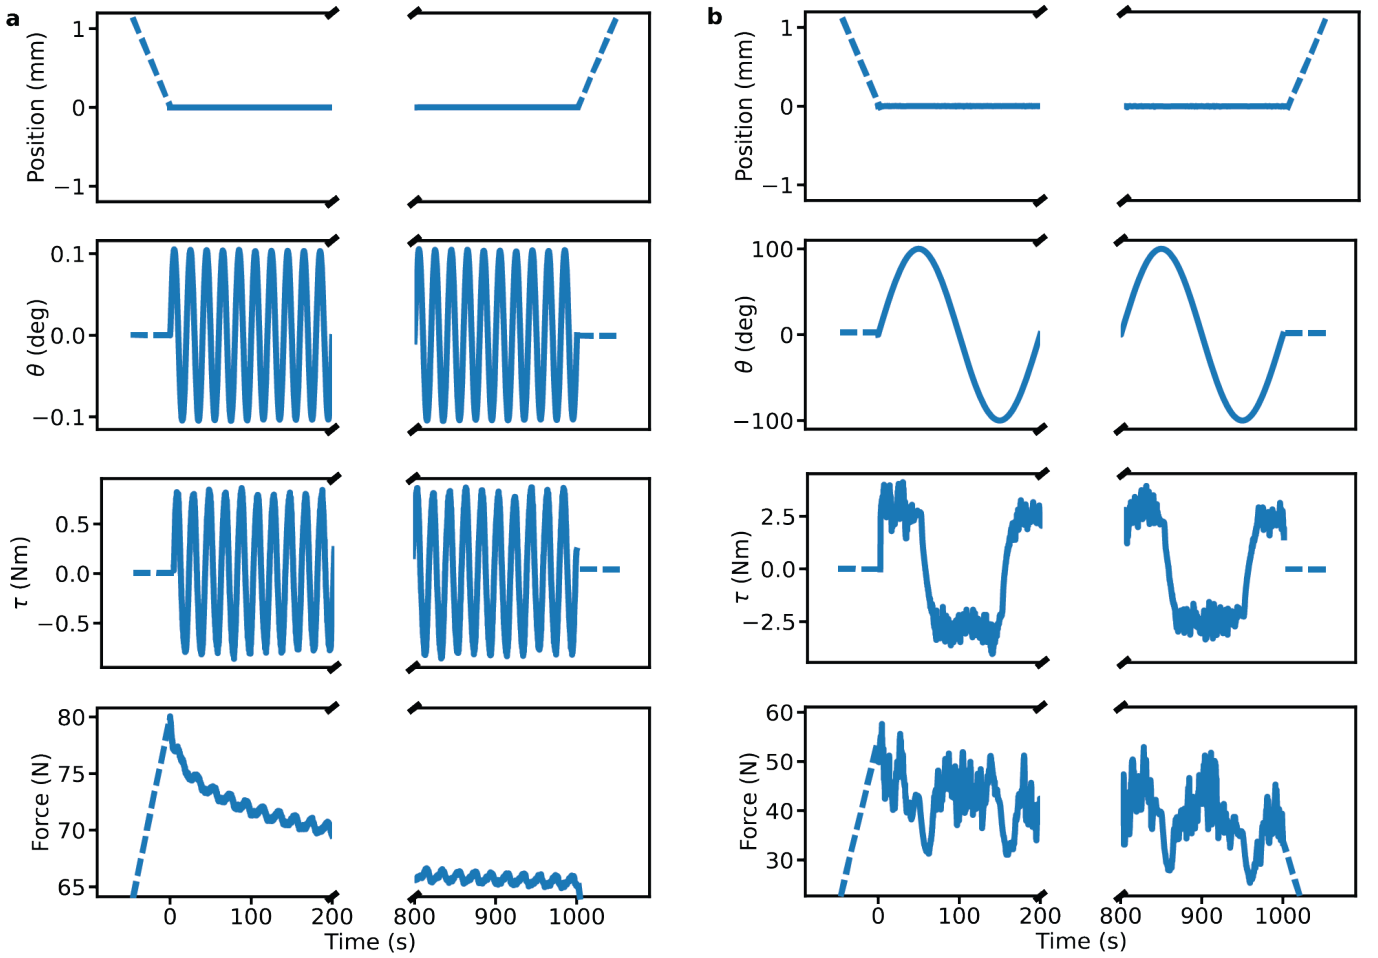 a
Position (mm)
1
0
−1
θ (deg)
0.1
0.0
−0.1
τ (Nm)
0.5
0.0
−0.5
Force (N)
80
75
70
65
0 100 200 800 900 1000
Time (s)
b
Position (mm)
1
0
−1
θ (deg)
100
0
−100
τ (Nm)
2.5
0.0
−2.5
Force (N)
60
50
40
30
0 100 200 800 900 1000
Time (s)